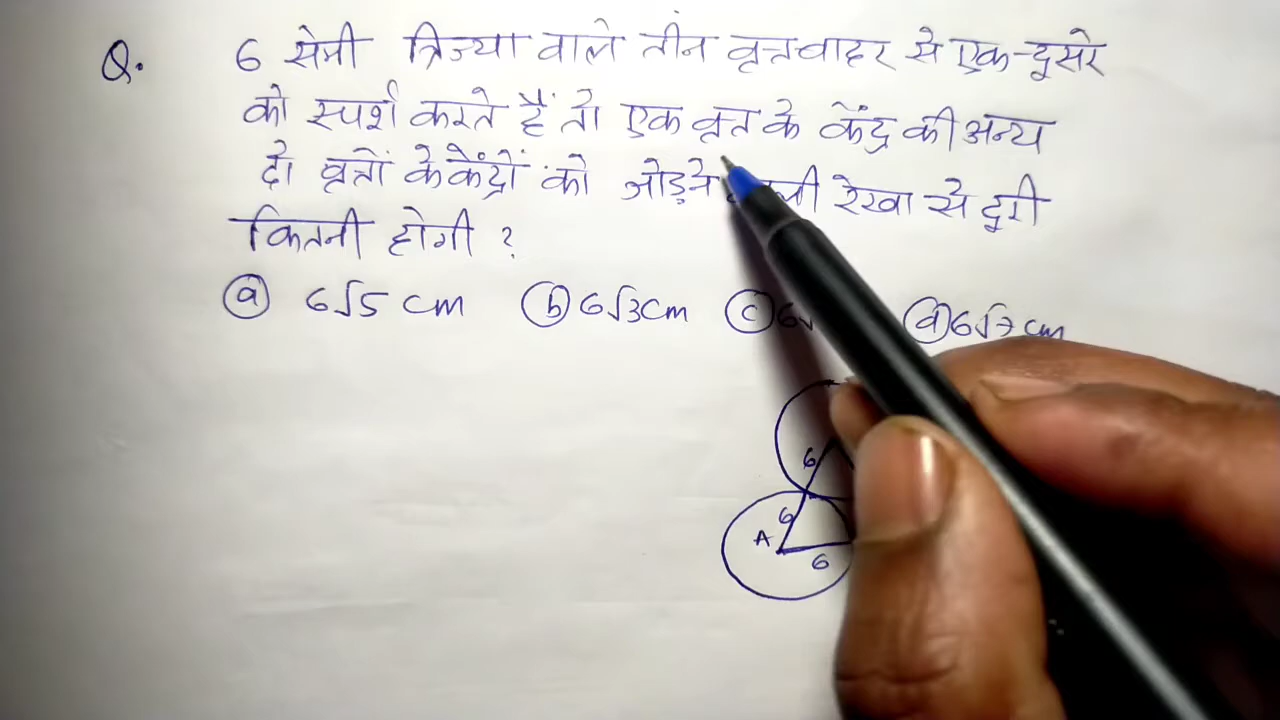 Q. 6 सेमी त्रिज्या वाले तीन वृत्त बाहर से एक-दूसरे
को स्पर्श करते हैं तो एक वृत्त के केंद्र की अन्य
दो वृत्तों के केंद्रों को जोड़ने रेखा से दूरी
कितनी होगी ?
(a) 6√5 cm (b) 6√3 cm (c) 6√ (d) 6√7 cm
6
6
A
6